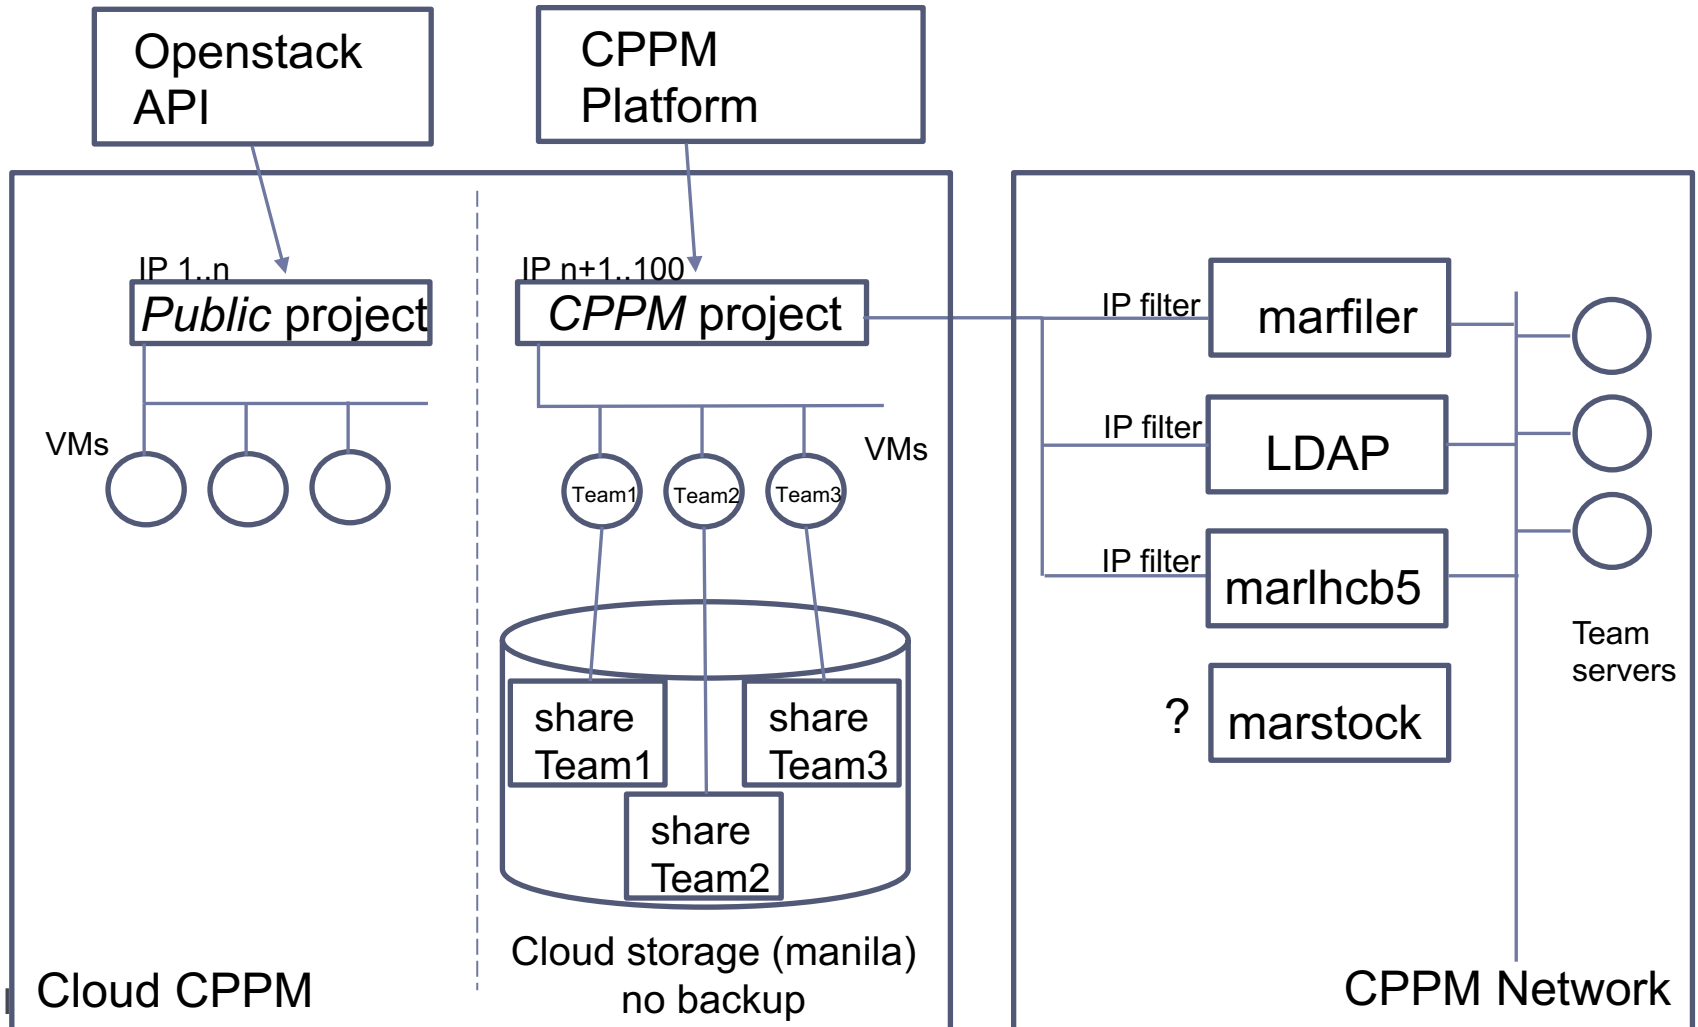 Openstack
API
CPPM
Platform
IP 1..n
Public project
VMs
IP n+1..100
CPPM project
VMs
Team1
Team2
Team3
share
Team1
share
Team3
share
Team2
Cloud storage (manila)
no backup
Cloud CPPM
IP filter
marfiler
IP filter
LDAP
IP filter
marlhcb5
?
marstock
Team
servers
CPPM Network